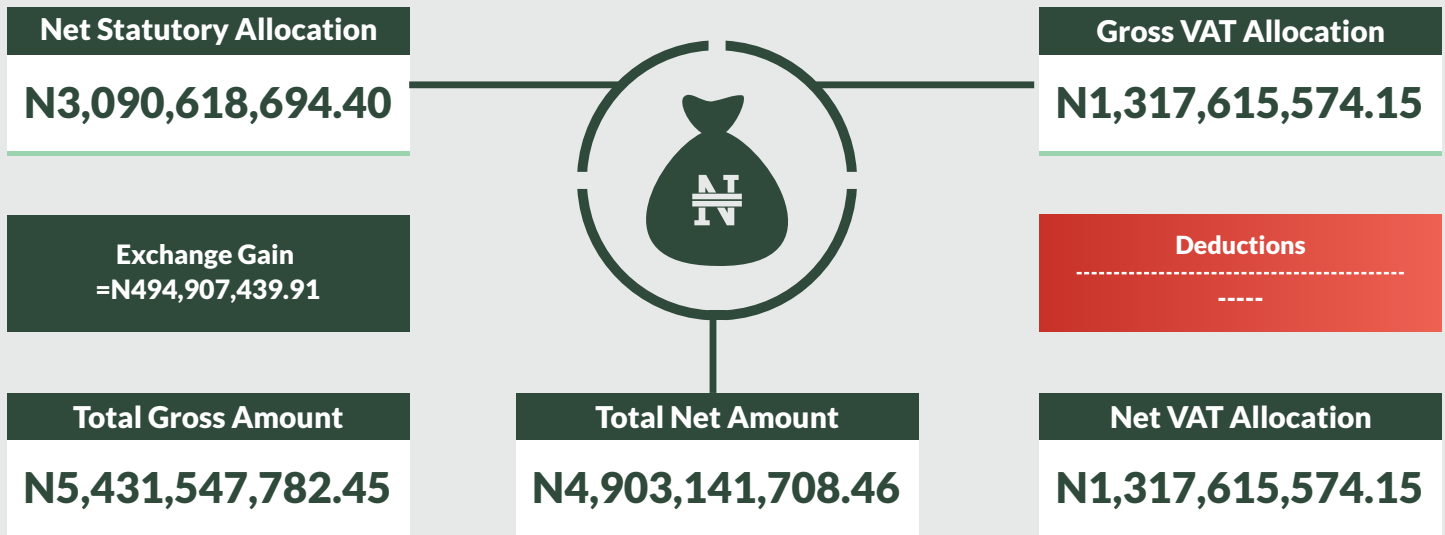 Net Statutory Allocation
N3,090,618,694.40
Gross VAT Allocation
N1,317,615,574.15
₦
Exchange Gain
=N494,907,439.91
Deductions
--------------------------------------------
-----
Total Gross Amount
N5,431,547,782.45
Total Net Amount
N4,903,141,708.46
Net VAT Allocation
N1,317,615,574.15